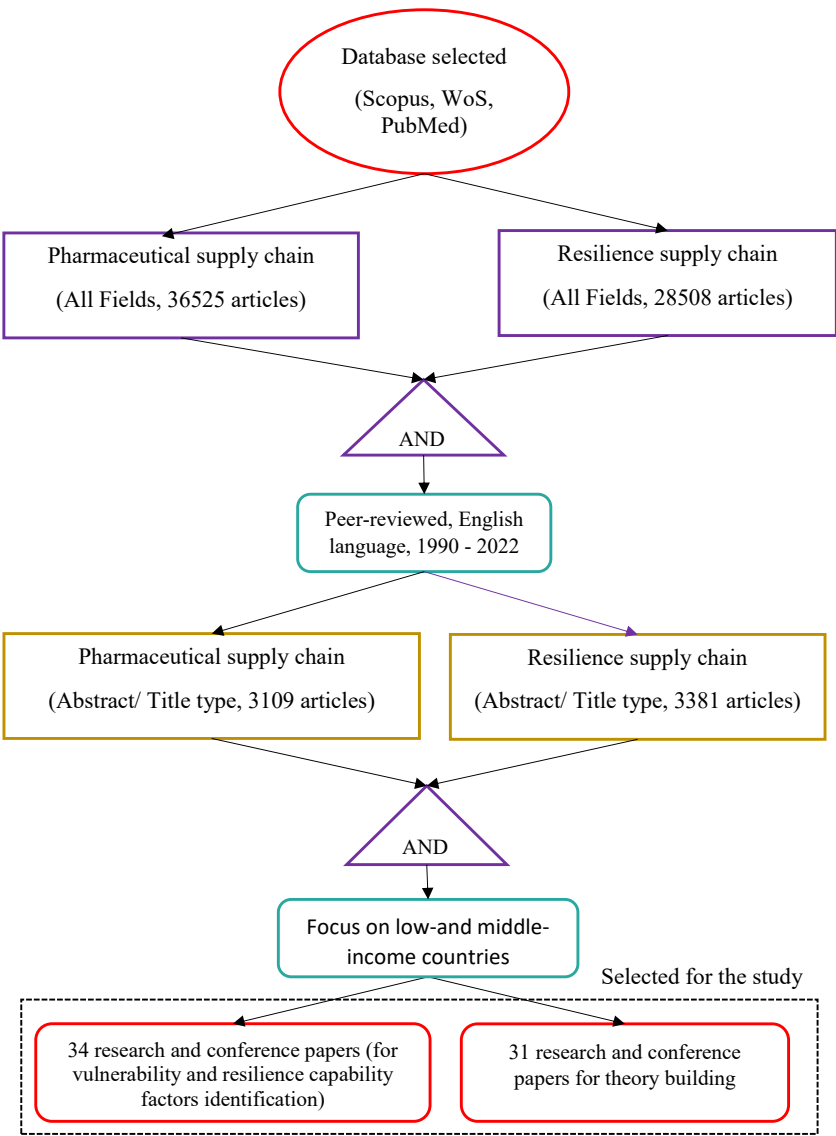 Database selected
(Scopus, WoS,
PubMed)
Pharmaceutical supply chain
(All Fields, 36525 articles)
Resilience supply chain
(All Fields, 28508 articles)
AND
Peer-reviewed, English
language, 1990 - 2022
Pharmaceutical supply chain
(Abstract/ Title type, 3109 articles)
Resilience supply chain
(Abstract/ Title type, 3381 articles)
AND
Focus on low-and middle-
income countries
Selected for the study
34 research and conference papers (for
vulnerability and resilience capability
factors identification)
31 research and conference
papers for theory building